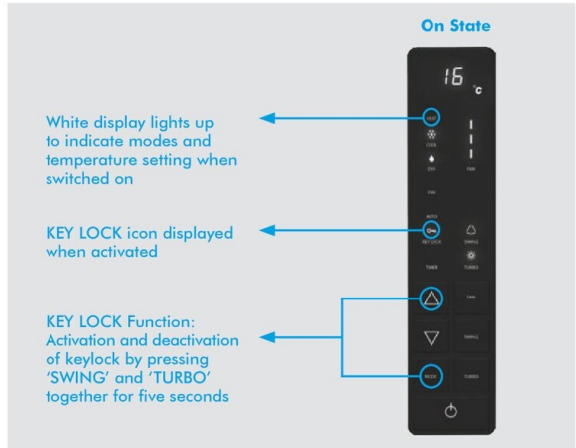 On State
16 °C
White display lights up
to indicate modes and
temperature setting when
switched on
HEAT
COOL
DRY
FAN
FAN
KEY LOCK icon displayed
when activated
AUTO
KEY LOCK
SWING
TIMER
TURBO
KEY LOCK Function:
Activation and deactivation
of keylock by pressing
‘SWING’ and ‘TURBO’
together for five seconds
SWING
MODE
TURBO